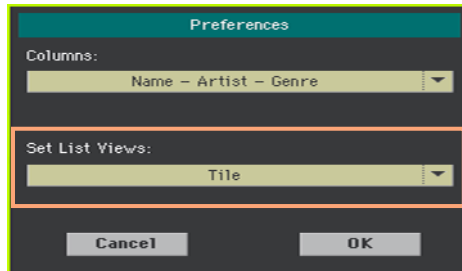 Preferences
Columns:
Name - Artist - Genre
Set List Views:
Tile
Cancel OK